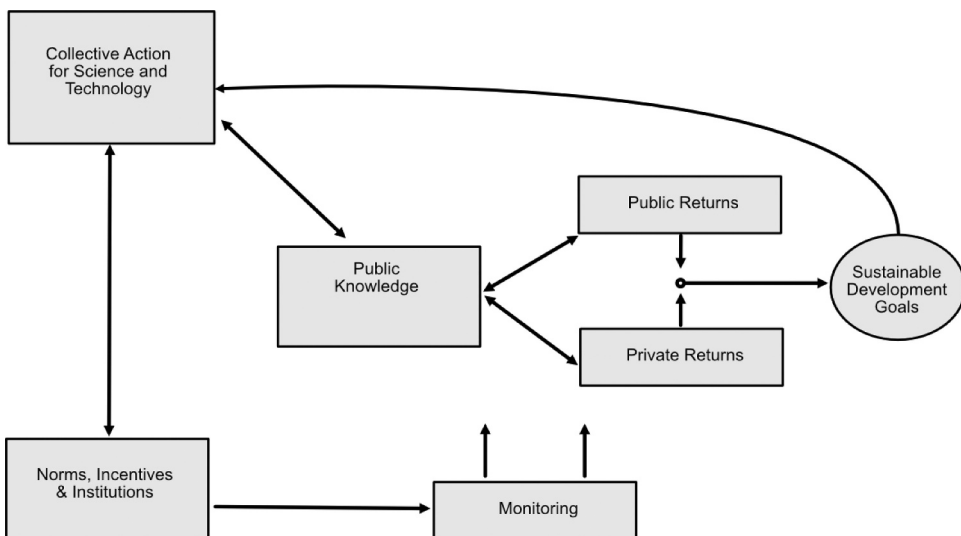 Collective Action
for Science and
Technology
Public Returns
Public
Knowledge
Sustainable
Development
Goals
Private Returns
Norms, Incentives
& Institutions
Monitoring